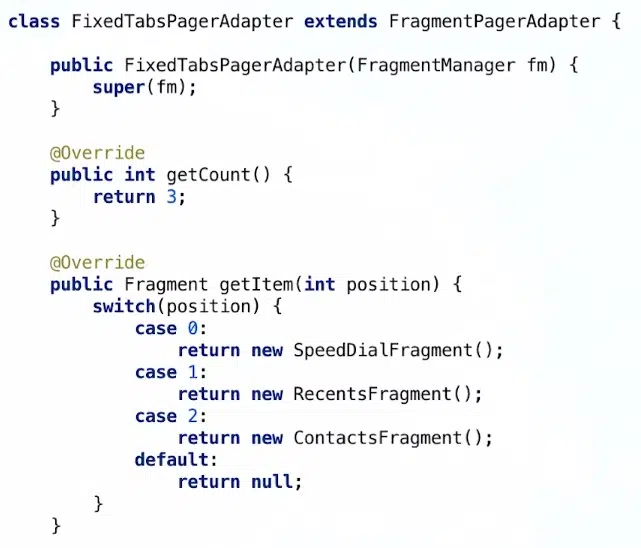 class FixedTabsPagerAdapter extends FragmentPagerAdapter {
public FixedTabsPagerAdapter(FragmentManager fm) {
super(fm);
}
@Override
public int getCount() {
return 3;
}
@Override
public Fragment getItem(int position) {
switch(position) {
case 0:
return new SpeedDialFragment();
case 1:
return new RecentsFragment();
case 2:
return new ContactsFragment();
default:
return null;
}
}